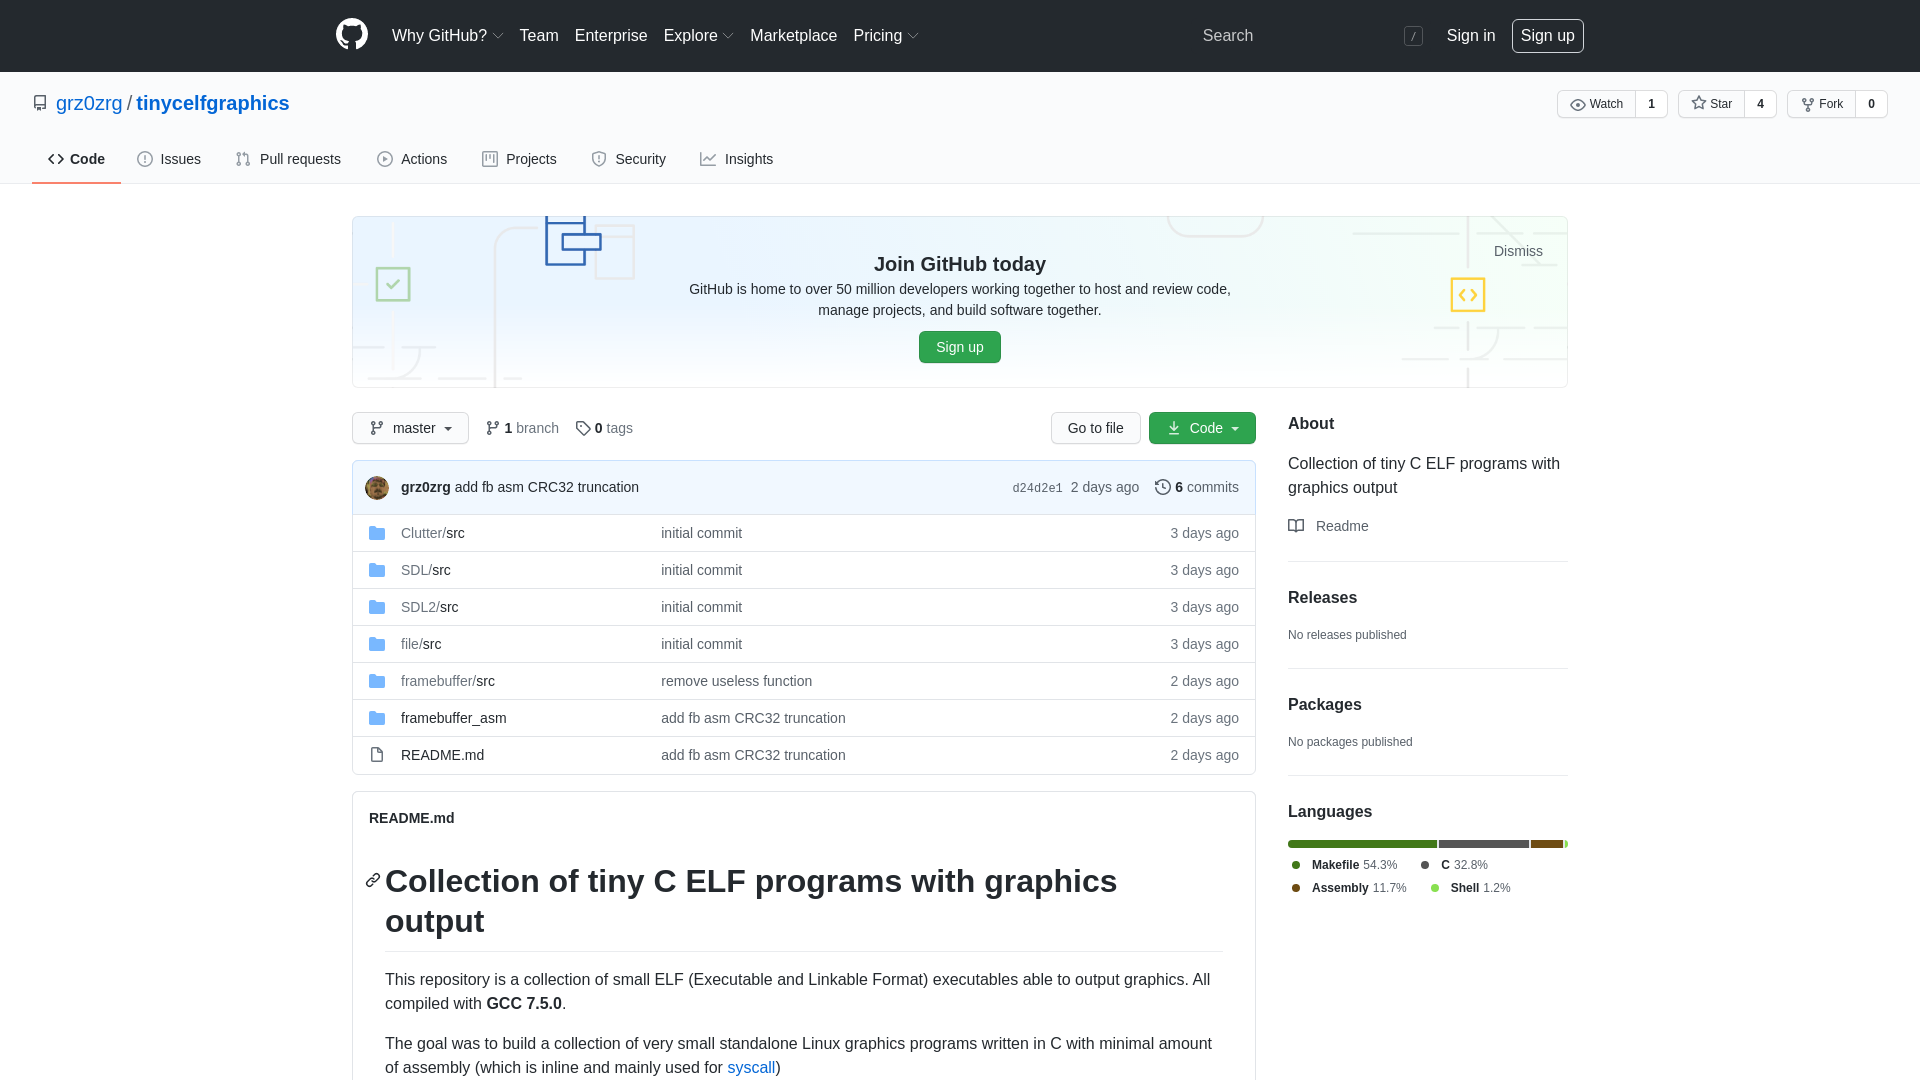 Why GitHub? Team Enterprise Explore Marketplace Pricing Search / Sign in Sign up
grz0zrg / tinycelfgraphics Watch 1 Star 4 Fork 0
Code Issues Pull requests Actions Projects Security Insights
Dismiss
Join GitHub today
GitHub is home to over 50 million developers working together to host and review code,
manage projects, and build software together.
Sign up
master 1 branch 0 tags Go to file Code
grz0zrg add fb asm CRC32 truncation d24d2e1 2 days ago 6 commits
Clutter/src initial commit 3 days ago
SDL/src initial commit 3 days ago
SDL2/src initial commit 3 days ago
file/src initial commit 3 days ago
framebuffer/src remove useless function 2 days ago
framebuffer_asm add fb asm CRC32 truncation 2 days ago
README.md add fb asm CRC32 truncation 2 days ago
README.md
Collection of tiny C ELF programs with graphics
output
This repository is a collection of small ELF (Executable and Linkable Format) executables able to output graphics. All
compiled with GCC 7.5.0.
The goal was to build a collection of very small standalone Linux graphics programs written in C with minimal amount
of assembly (which is inline and mainly used for syscall)
About
Collection of tiny C ELF programs with
graphics output
Readme
Releases
No releases published
Packages
No packages published
Languages
Makefile 54.3% C 32.8%
Assembly 11.7% Shell 1.2%